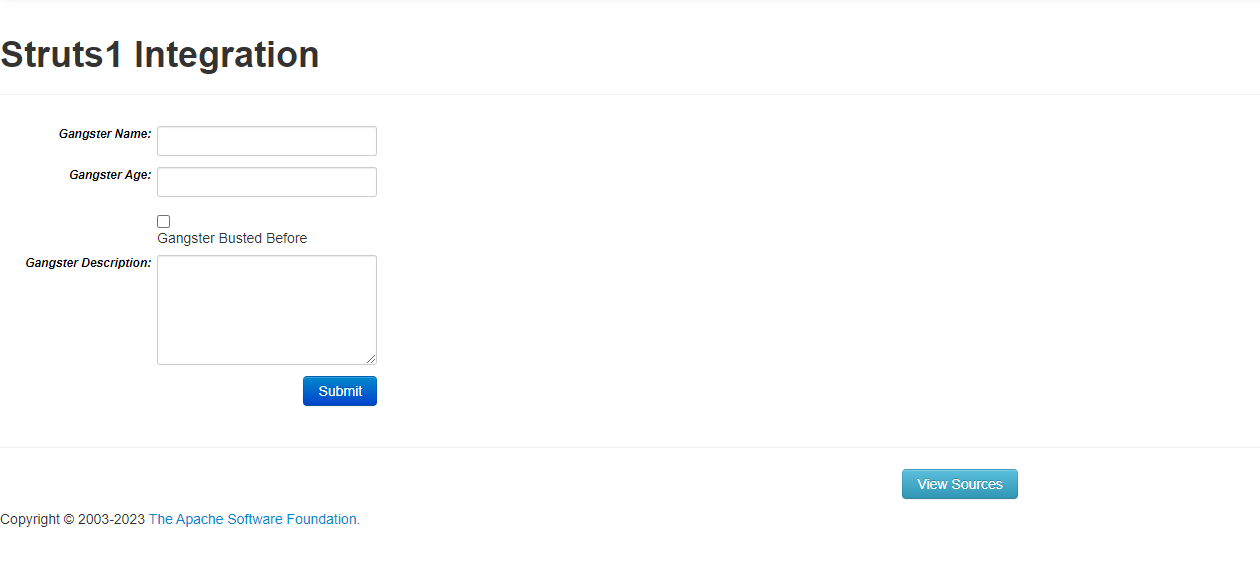 Struts1 Integration
Gangster Name:
Gangster Age:
Gangster Busted Before
Gangster Description:
Submit
View Sources
Copyright © 2003-2023 The Apache Software Foundation.